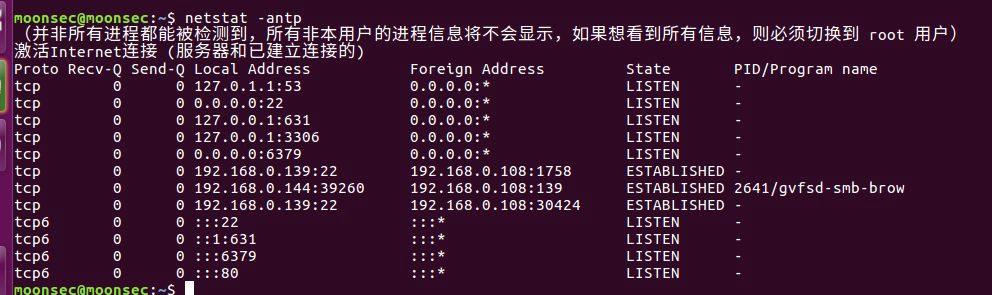 moonsec@moonsec:~$ netstat -antp
（并非所有进程都能被检测到，所有非本用户的进程信息将不会显示，如果想看到所有信息，则必须切换到 root 用户）
激活Internet连接 (服务器和已建立连接的)
Proto Recv-Q Send-Q Local Address           Foreign Address         State       PID/Program name
tcp        0      0 127.0.1.1:53            0.0.0.0:*               LISTEN      -
tcp        0      0 0.0.0.0:22              0.0.0.0:*               LISTEN      -
tcp        0      0 127.0.0.1:631           0.0.0.0:*               LISTEN      -
tcp        0      0 127.0.0.1:3306          0.0.0.0:*               LISTEN      -
tcp        0      0 0.0.0.0:6379            0.0.0.0:*               LISTEN      -
tcp        0      0 192.168.0.139:22        192.168.0.108:1758      ESTABLISHED -
tcp        0      0 192.168.0.144:39260     192.168.0.108:139       ESTABLISHED 2641/gvfsd-smb-brow
tcp        0      0 192.168.0.139:22        192.168.0.108:30424     ESTABLISHED -
tcp6       0      0 :::22                   :::*                    LISTEN      -
tcp6       0      0 ::1:631                 :::*                    LISTEN      -
tcp6       0      0 :::6379                 :::*                    LISTEN      -
tcp6       0      0 :::80                   :::*                    LISTEN      -
moonsec@moonsec:~$